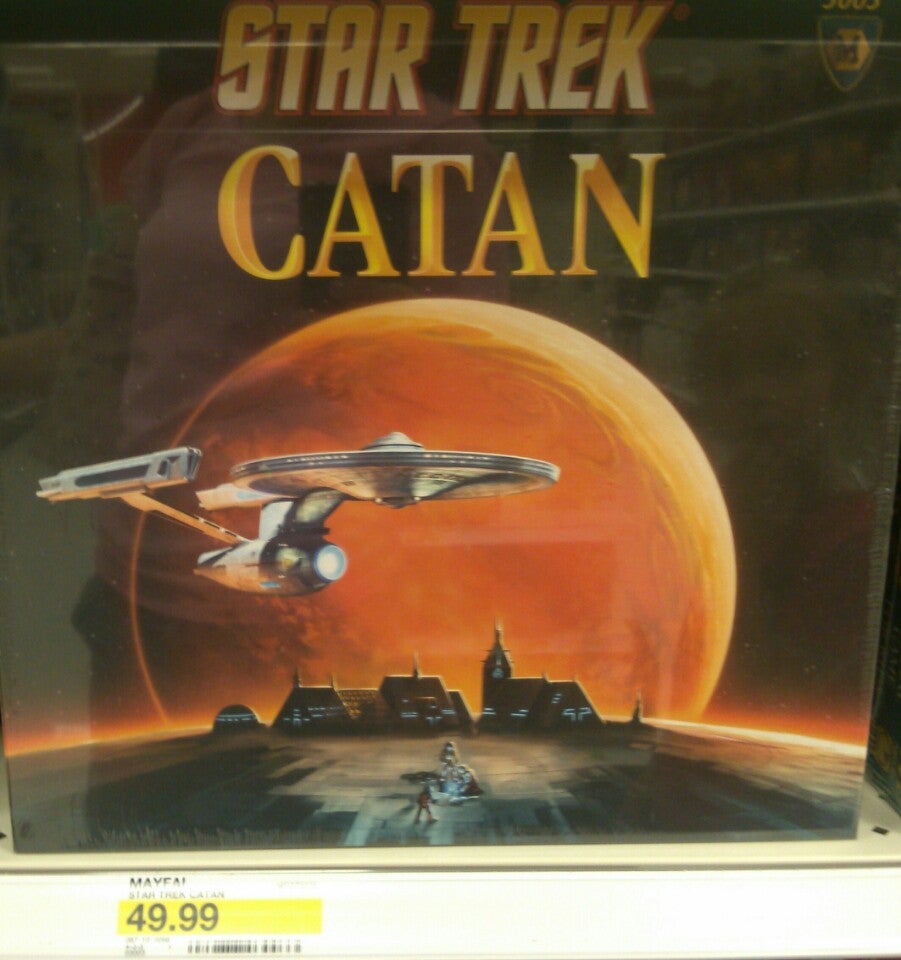 STAR TREK®
CATAN
MAYFAI
STAR TREK CATAN
49.99